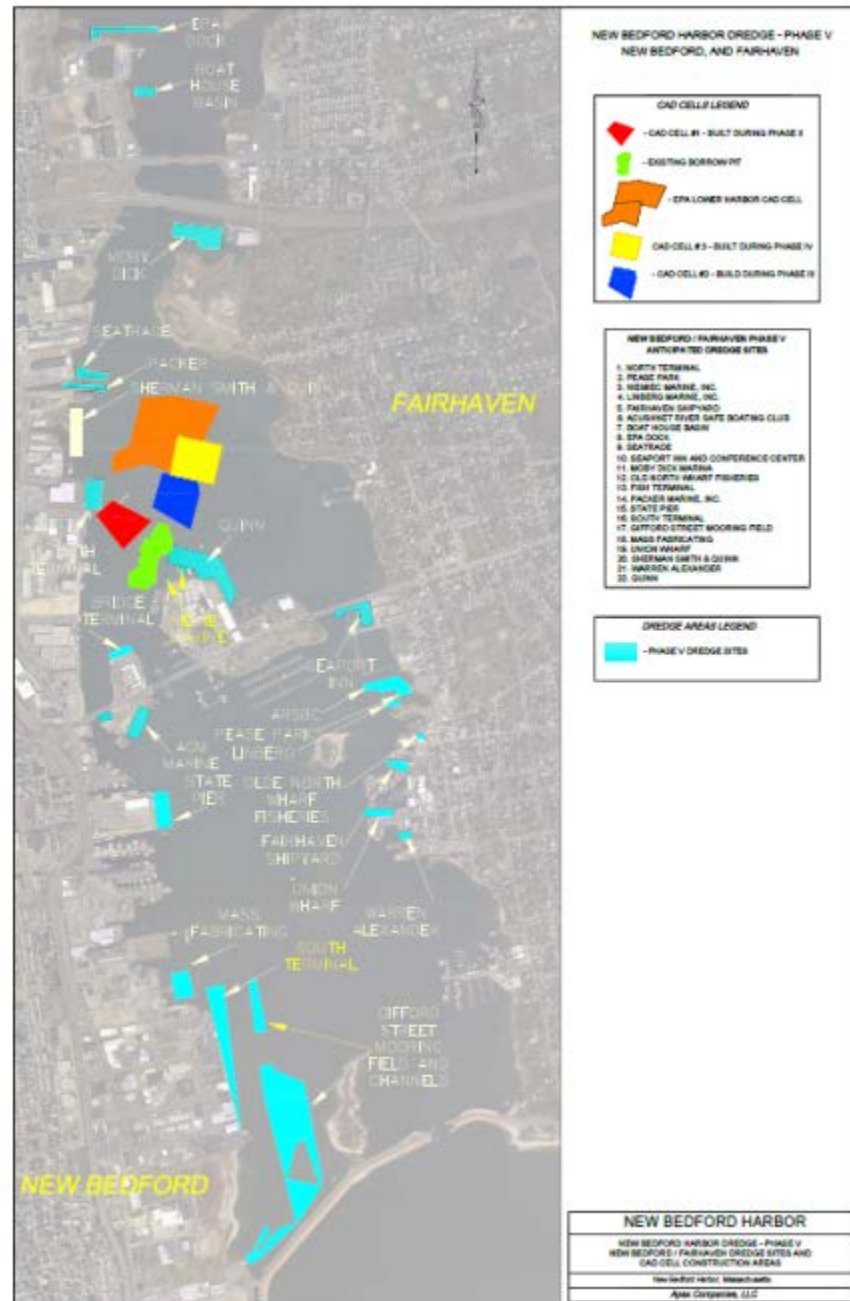 EPA
DOCK
BOAT
HOUSE
BASIN
MOBY
DICK
SEATRADE
PACKER
SHERMAN SMITH & QUINN
FAIRHAVEN
QUINN
BRIDGE
TERMINAL
MARINE
SEAPORT
INN
ARSBC
PEASE PARK
LINBERG
AGM
MARINE
STATE
PIER
OLDE NORTH
WHARF
FISHERIES
FAIRHAVEN
SHIPYARD
UNION
WHARF
WARREN
ALEXANDER
MASS
FABRICATING
SOUTH
TERMINAL
GIFFORD
STREET
MOORING
FIELD AND
CHANNELS
NEW BEDFORD
NEW BEDFORD HARBOR DREDGE - PHASE V
NEW BEDFORD, AND FAIRHAVEN
CAD CELLS LEGEND
- CAD CELL #1 - BUILT DURING PHASE II
- EXISTING BORROW PIT
- EPA LOWER HARBOR CAD CELL
CAD CELL #3 - BUILT DURING PHASE IV
- CAD CELL #2 - BUILD DURING PHASE III
NEW BEDFORD / FAIRHAVEN PHASE V
ANTICIPATED DREDGE SITES
1. NORTH TERMINAL
2. PEASE PARK
3. NIEMIEC MARINE, INC.
4. LINBERG MARINE, INC.
5. FAIRHAVEN SHIPYARD
6. ACUSHNET RIVER SAFE BOATING CLUB
7. BOAT HOUSE BASIN
8. EPA DOCK
9. SEATRADE
10. SEAPORT INN AND CONFERENCE CENTER
11. MOBY DICK MARINA
12. OLD NORTH WHARF FISHERIES
13. FISH TERMINAL
14. PACKER MARINE, INC.
15. STATE PIER
16. SOUTH TERMINAL
17. GIFFORD STREET MOORING FIELD
18. MASS FABRICATING
19. UNION WHARF
20. SHERMAN SMITH & QUINN
21. WARREN ALEXANDER
22. QUINN
DREDGE AREAS LEGEND
- PHASE V DREDGE SITES
NEW BEDFORD HARBOR
NEW BEDFORD HARBOR DREDGE - PHASE V
NEW BEDFORD / FAIRHAVEN DREDGE SITES AND
CAD CELL CONSTRUCTION AREAS
New Bedford Harbor, Massachusetts
Apex Companies, LLC